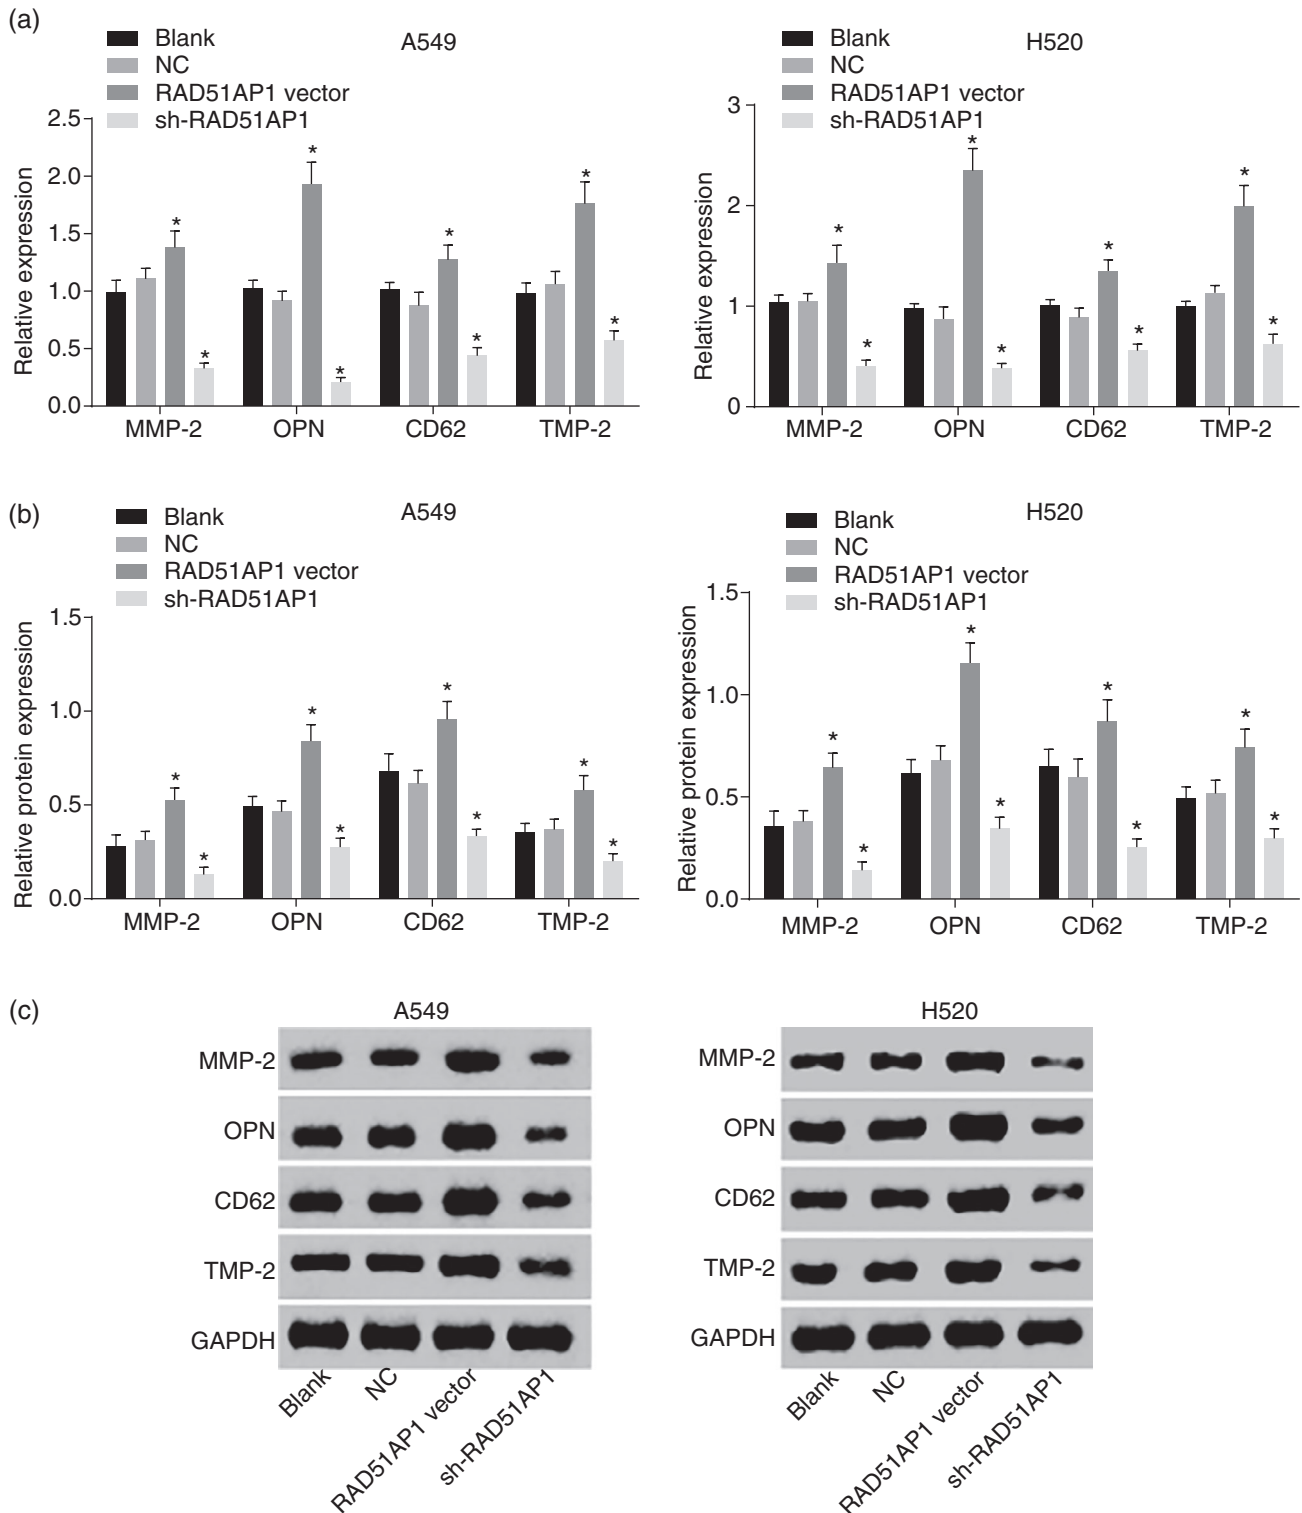 (a)
A549
Blank
NC
RAD51AP1 vector
sh-RAD51AP1
Relative expression
2.5
2.0
1.5
1.0
0.5
0.0
* * * * * * * *
MMP-2 OPN CD62 TMP-2
H520
Blank
NC
RAD51AP1 vector
sh-RAD51AP1
Relative expression
3
2
1
0
* * * * * * * *
MMP-2 OPN CD62 TMP-2
(b)
A549
Blank
NC
RAD51AP1 vector
sh-RAD51AP1
Relative protein expression
1.5
1.0
0.5
0.0
* * * * * * * *
MMP-2 OPN CD62 TMP-2
H520
Blank
NC
RAD51AP1 vector
sh-RAD51AP1
Relative protein expression
1.5
1.0
0.5
0.0
* * * * * * * *
MMP-2 OPN CD62 TMP-2
(c)
A549
MMP-2
OPN
CD62
TMP-2
GAPDH
Blank
NC
RAD51AP1 vector
sh-RAD51AP1
H520
MMP-2
OPN
CD62
TMP-2
GAPDH
Blank
NC
RAD51AP1 vector
sh-RAD51AP1